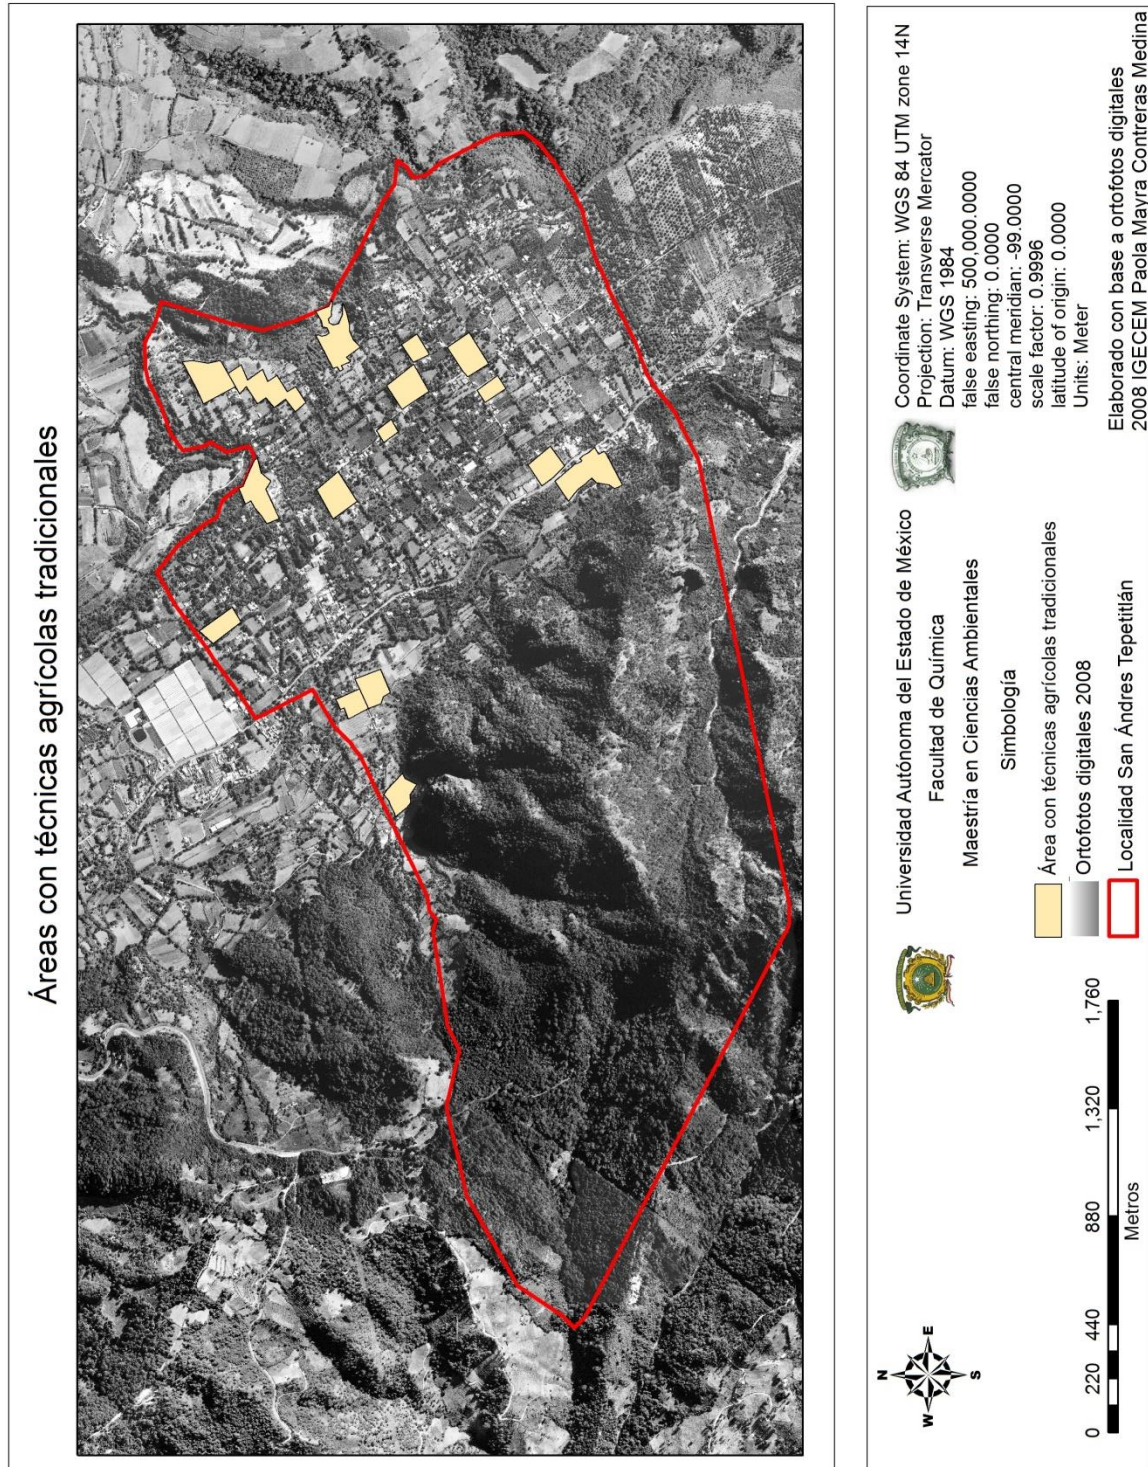 Áreas con técnicas agrícolas tradicionales
N
W
E
S
0 220 440 880 1,320 1,760
Metros
Universidad Autónoma del Estado de México
Facultad de Química
Maestría en Ciencias Ambientales
Simbología
Área con técnicas agrícolas tradicionales
Ortofotos digitales 2008
Localidad San Ándres Tepetitlán
Coordinate System: WGS 84 UTM zone 14N
Projection: Transverse Mercator
Datum: WGS 1984
false easting: 500,000.0000
false northing: 0.0000
central meridian: -99.0000
scale factor: 0.9996
latitude of origin: 0.0000
Units: Meter
Elaborado con base a ortofotos digitales
2008 IGECEM Paola Mayra Contreras Medina